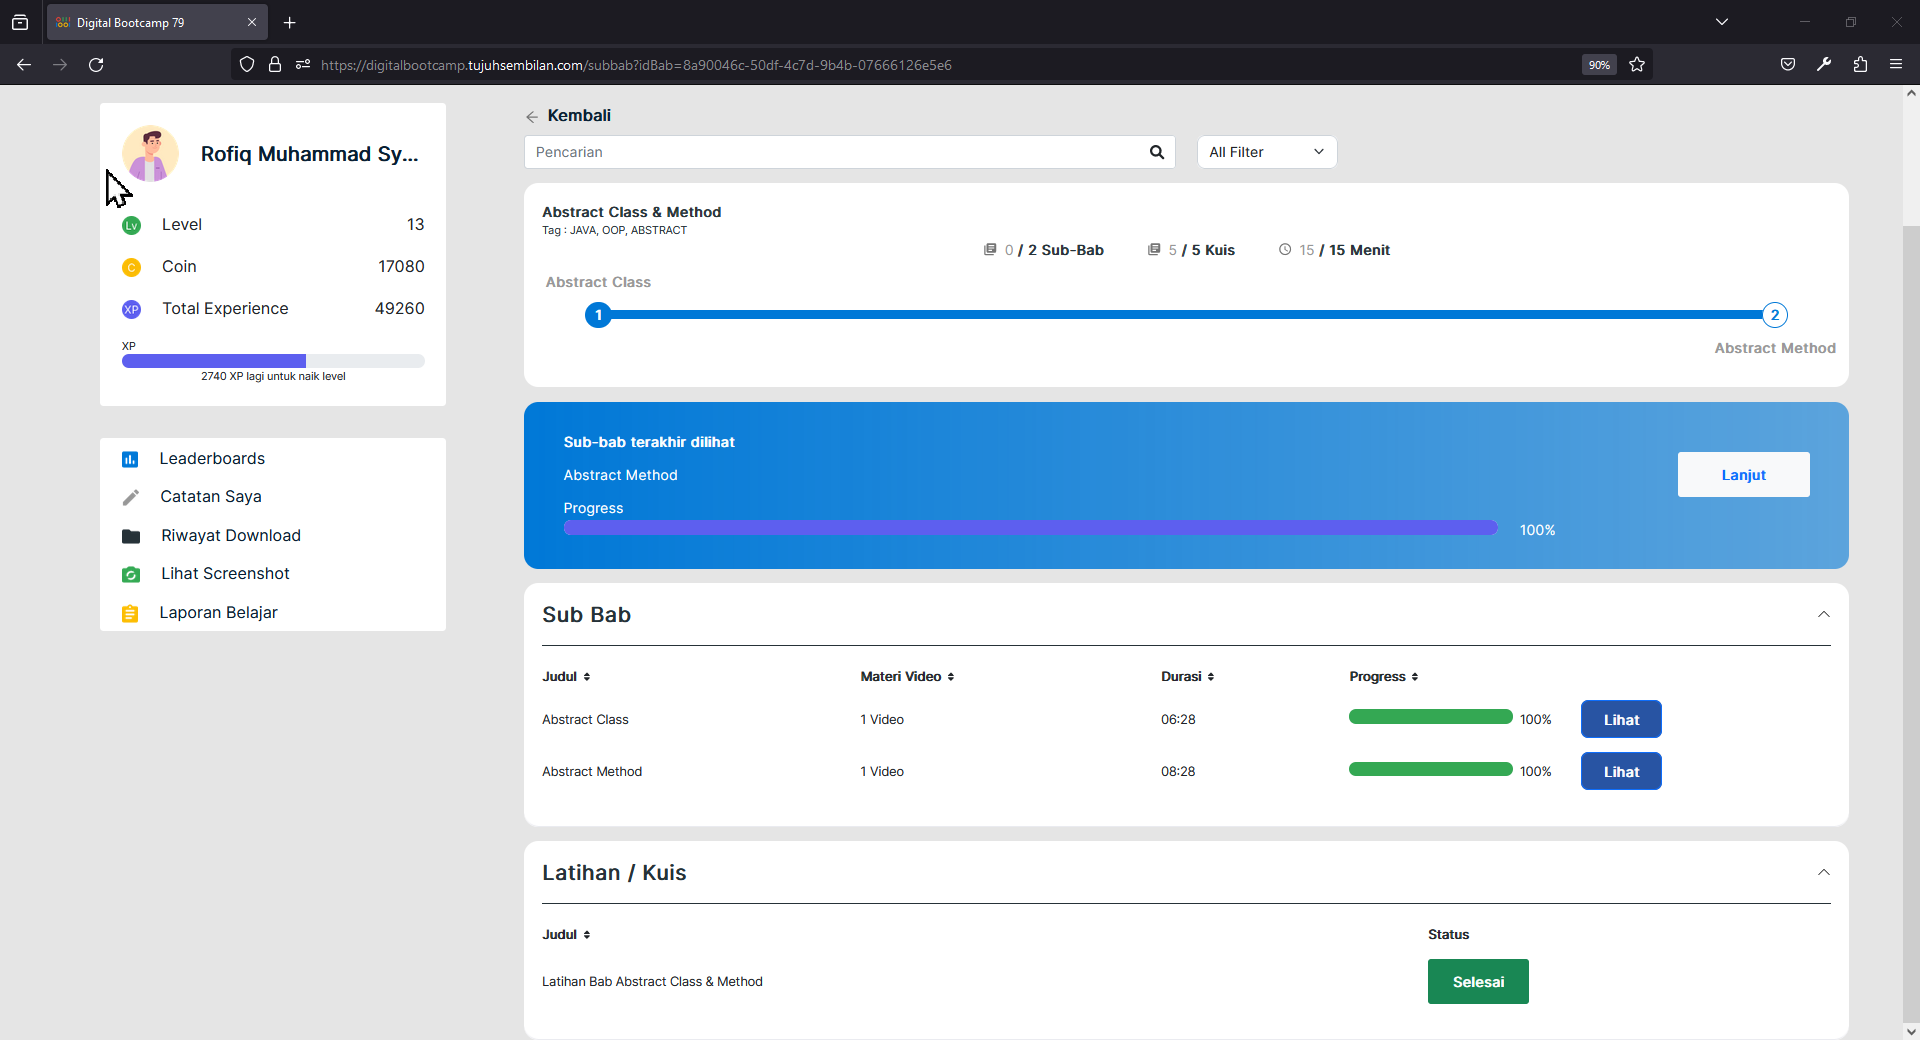 Digital Bootcamp 79
https://digitalbootcamp.tujuhsembilan.com/subbab?idBab=8a90046c-50df-4c7d-9b4b-07666126e5e6
90%
Rofiq Muhammad Sy...
Lv Level 13
C Coin 17080
XP Total Experience 49260
XP
2740 XP lagi untuk naik level
Leaderboards
Catatan Saya
Riwayat Download
Lihat Screenshot
Laporan Belajar
Kembali
Pencarian
All Filter
Abstract Class & Method
Tag : JAVA, OOP, ABSTRACT
0 / 2 Sub-Bab 5 / 5 Kuis 15 / 15 Menit
Abstract Class
1 2
Abstract Method
Sub-bab terakhir dilihat
Abstract Method
Lanjut
Progress
100%
Sub Bab
Judul Materi Video Durasi Progress
Abstract Class 1 Video 06:28 100% Lihat
Abstract Method 1 Video 08:28 100% Lihat
Latihan / Kuis
Judul Status
Latihan Bab Abstract Class & Method Selesai